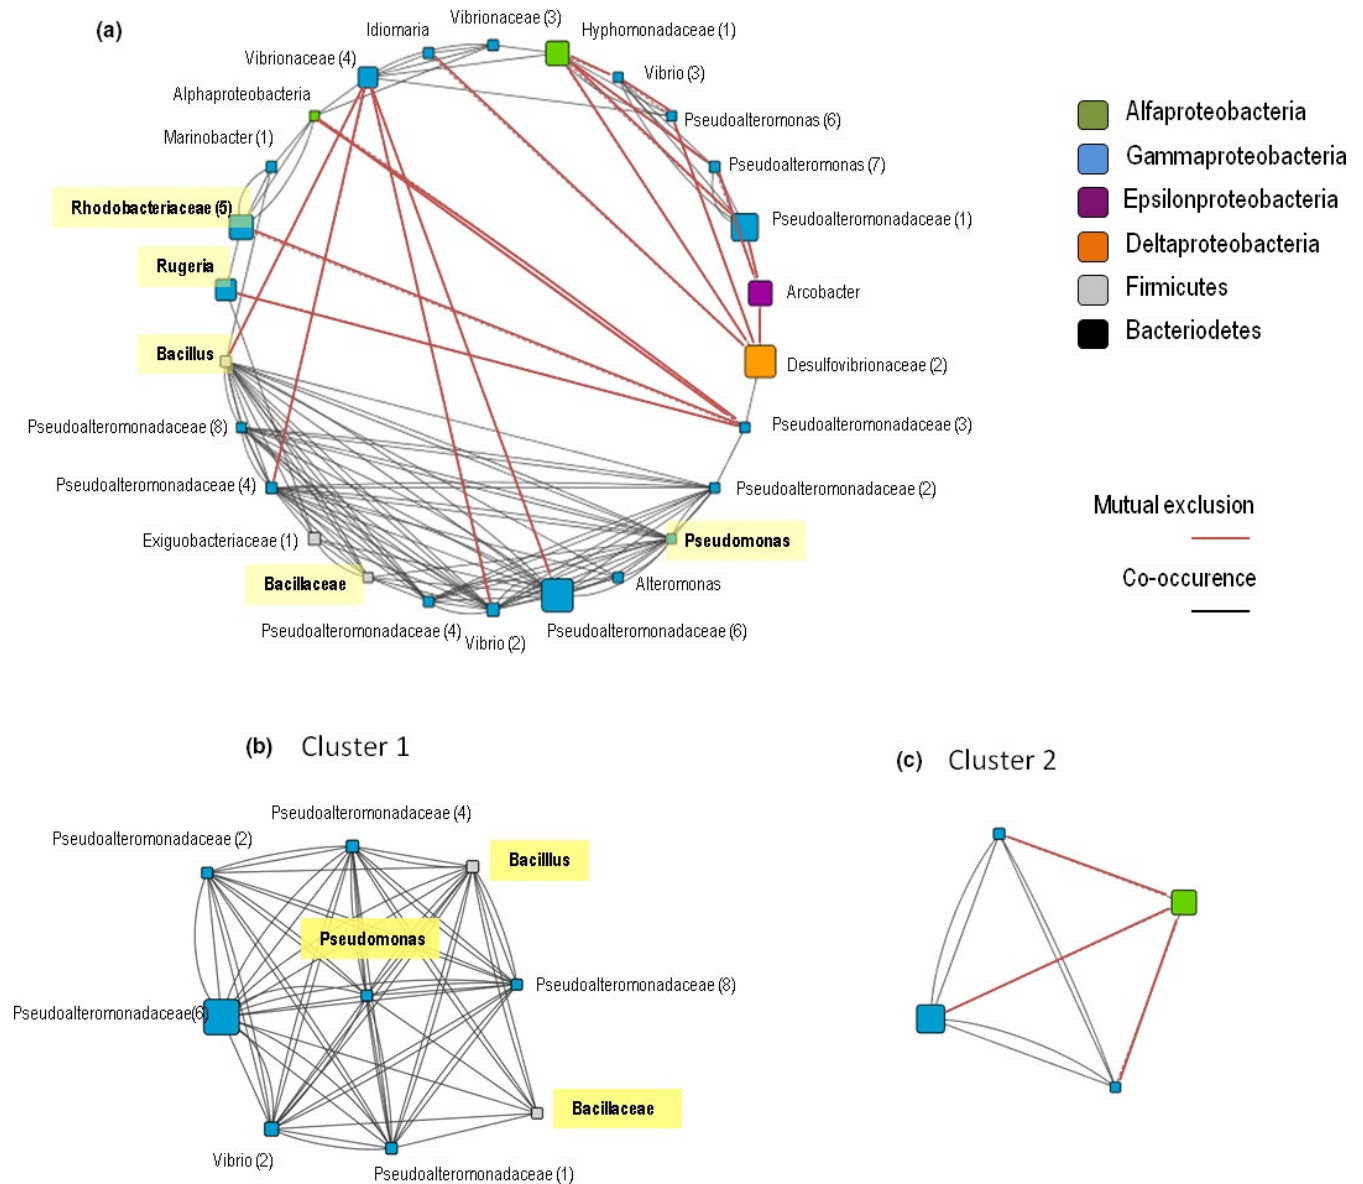 (a)
Idiomaria
Vibrionaceae (3)
Hyphomonadaceae (1)
Vibrionaceae (4)
Vibrio (3)
Alphaproteobacteria
Pseudoalteromonas (6)
Marinobacter (1)
Pseudoalteromonas (7)
Rhodobacteriaceae (5)
Pseudoalteromonadaceae (1)
Rugeria
Arcobacter
Bacillus
Desulfovibrionaceae (2)
Pseudoalteromonadaceae (8)
Pseudoalteromonadaceae (3)
Pseudoalteromonadaceae (4)
Pseudoalteromonadaceae (2)
Exiguobacteriaceae (1)
Pseudomonas
Bacillaceae
Alteromonas
Pseudoalteromonadaceae (4)
Vibrio (2)
Pseudoalteromonadaceae (6)
Alfaproteobacteria
Gammaproteobacteria
Epsilonproteobacteria
Deltaproteobacteria
Firmicutes
Bacteriodetes
Mutual exclusion
Co-occurence
(b) Cluster 1
Pseudoalteromonadaceae (4)
Pseudoalteromonadaceae (2)
Bacilllus
Pseudomonas
Pseudoalteromonadaceae (8)
Pseudoalteromonadaceae(6)
Bacillaceae
Vibrio (2)
Pseudoalteromonadaceae (1)
(c) Cluster 2